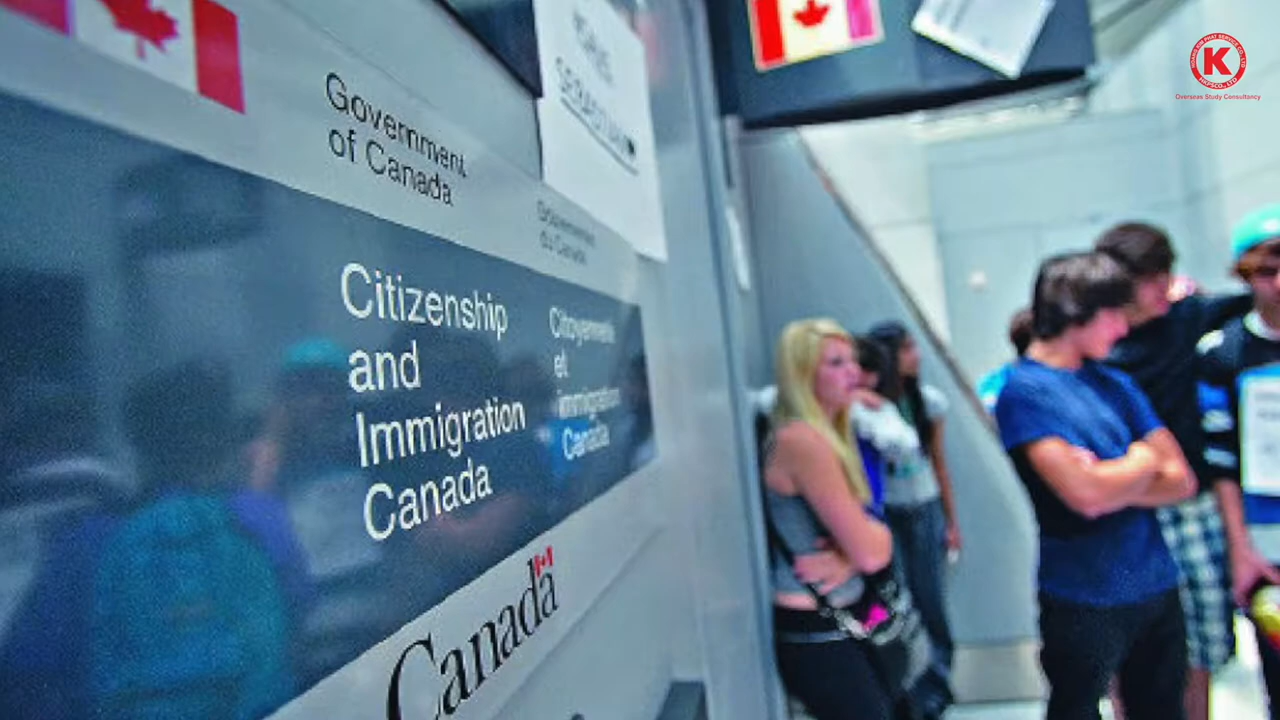 Government
of Canada
Gouvernement
du Canada
Citizenship
and
Immigration
Canada
Citoyenneté
et
Immigration
Canada
Canada
K
Overseas Study Consultancy